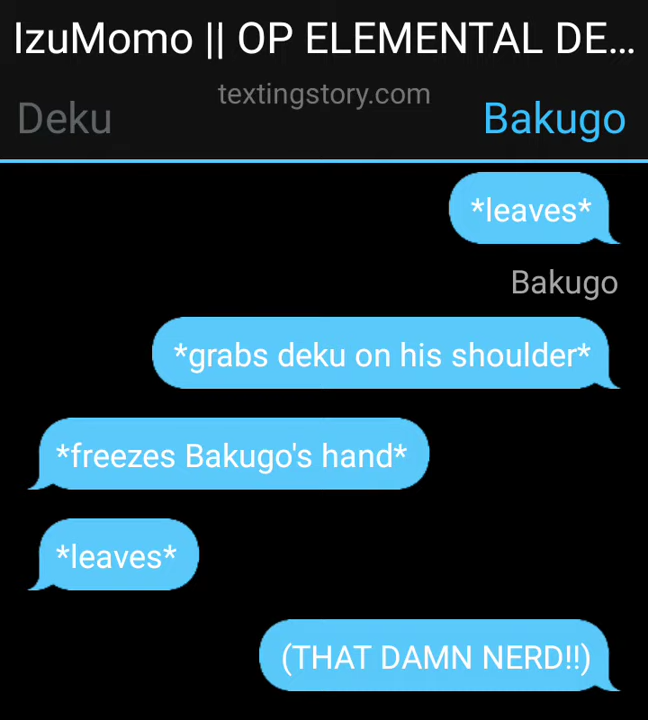 IzuMomo || OP ELEMENTAL DE...
textingstory.com
Deku
Bakugo
*leaves*
Bakugo
*grabs deku on his shoulder*
*freezes Bakugo's hand*
*leaves*
(THAT DAMN NERD!!)